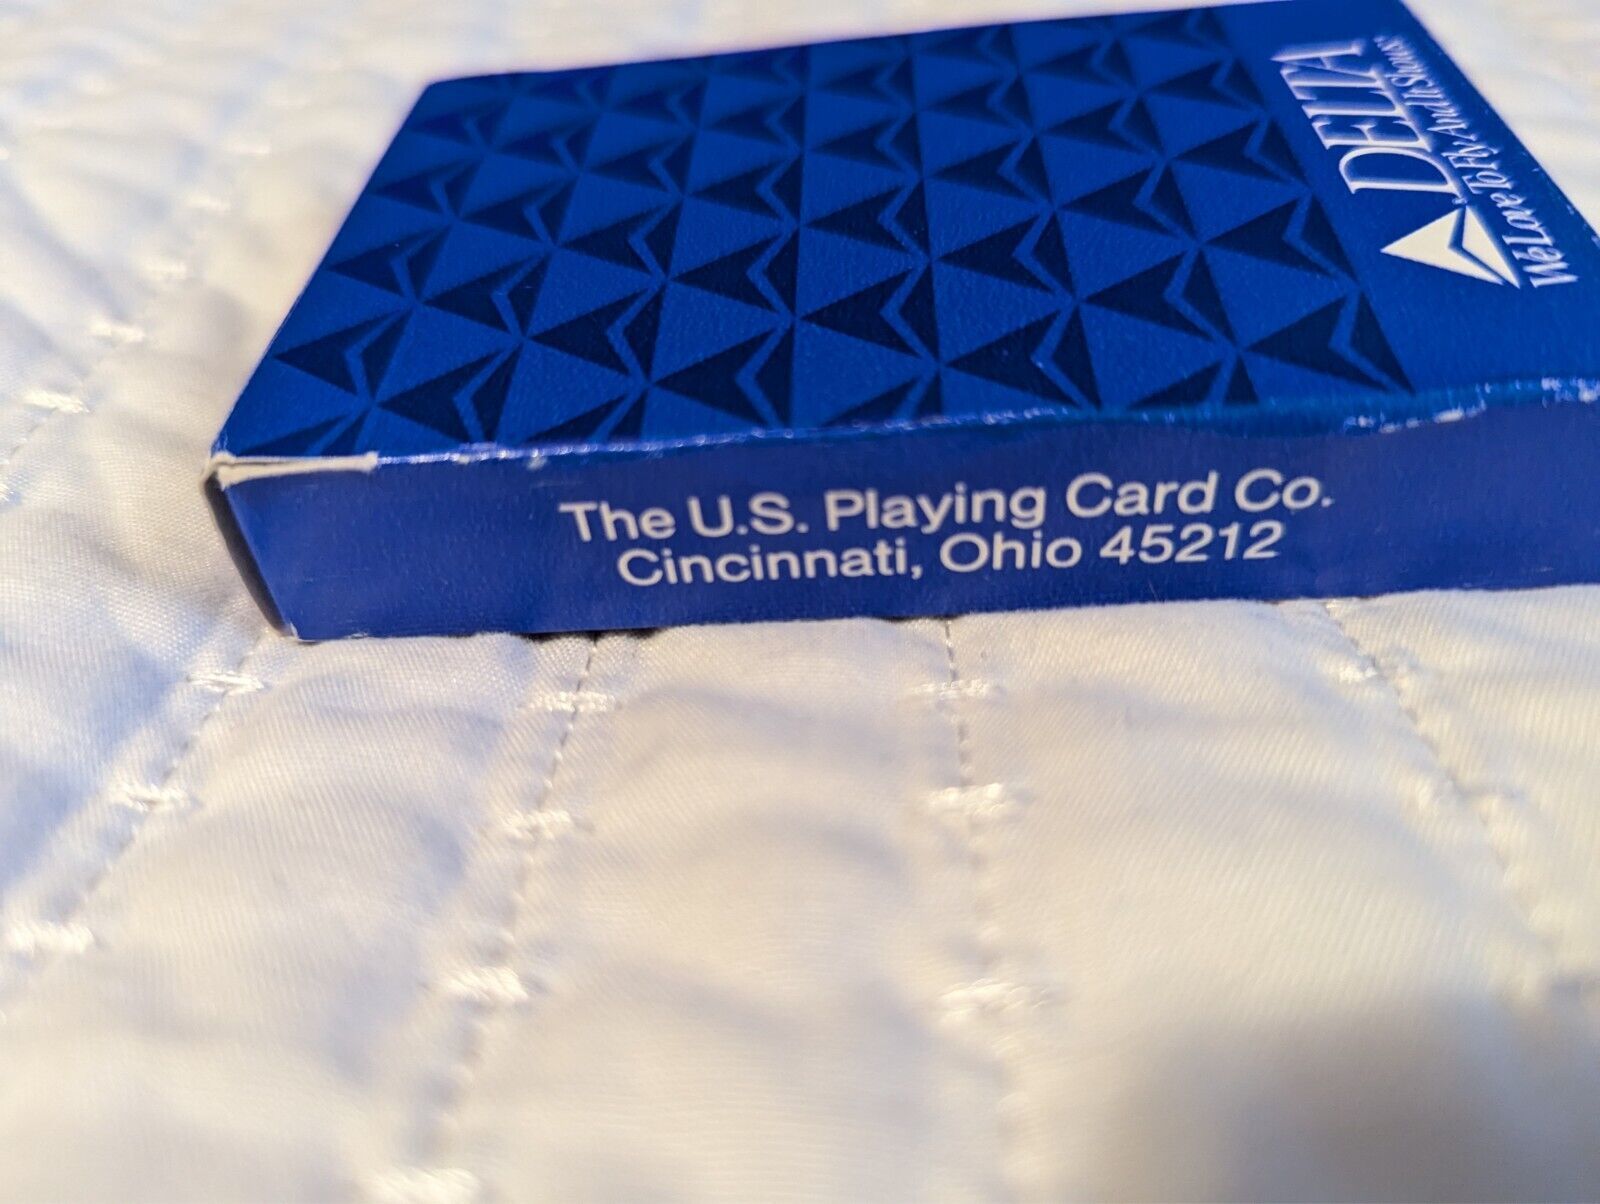 DELTA
We Love To Fly. And It Shows.
The U.S. Playing Card Co.
Cincinnati, Ohio 45212